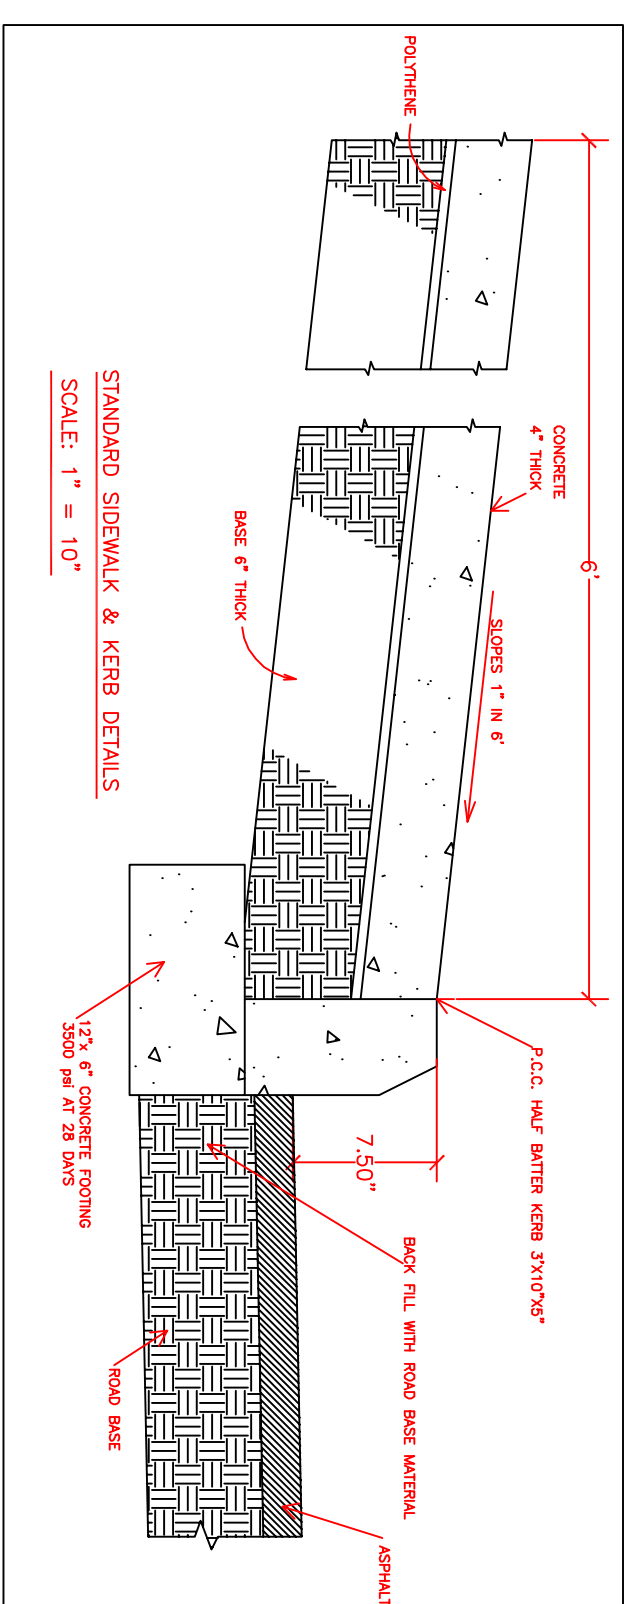 POLYTHENE
6'
CONCRETE
4" THICK
SLOPES 1" IN 6'
BASE 6" THICK
P.C.C. HALF BATTER KERB 3'X10"X5"
7.50"
BACK FILL WITH ROAD BASE MATERIAL
ASPHALT
ROAD BASE
12"x 6" CONCRETE FOOTING
3500 psi AT 28 DAYS
STANDARD SIDEWALK & KERB DETAILS
SCALE: 1" = 10"